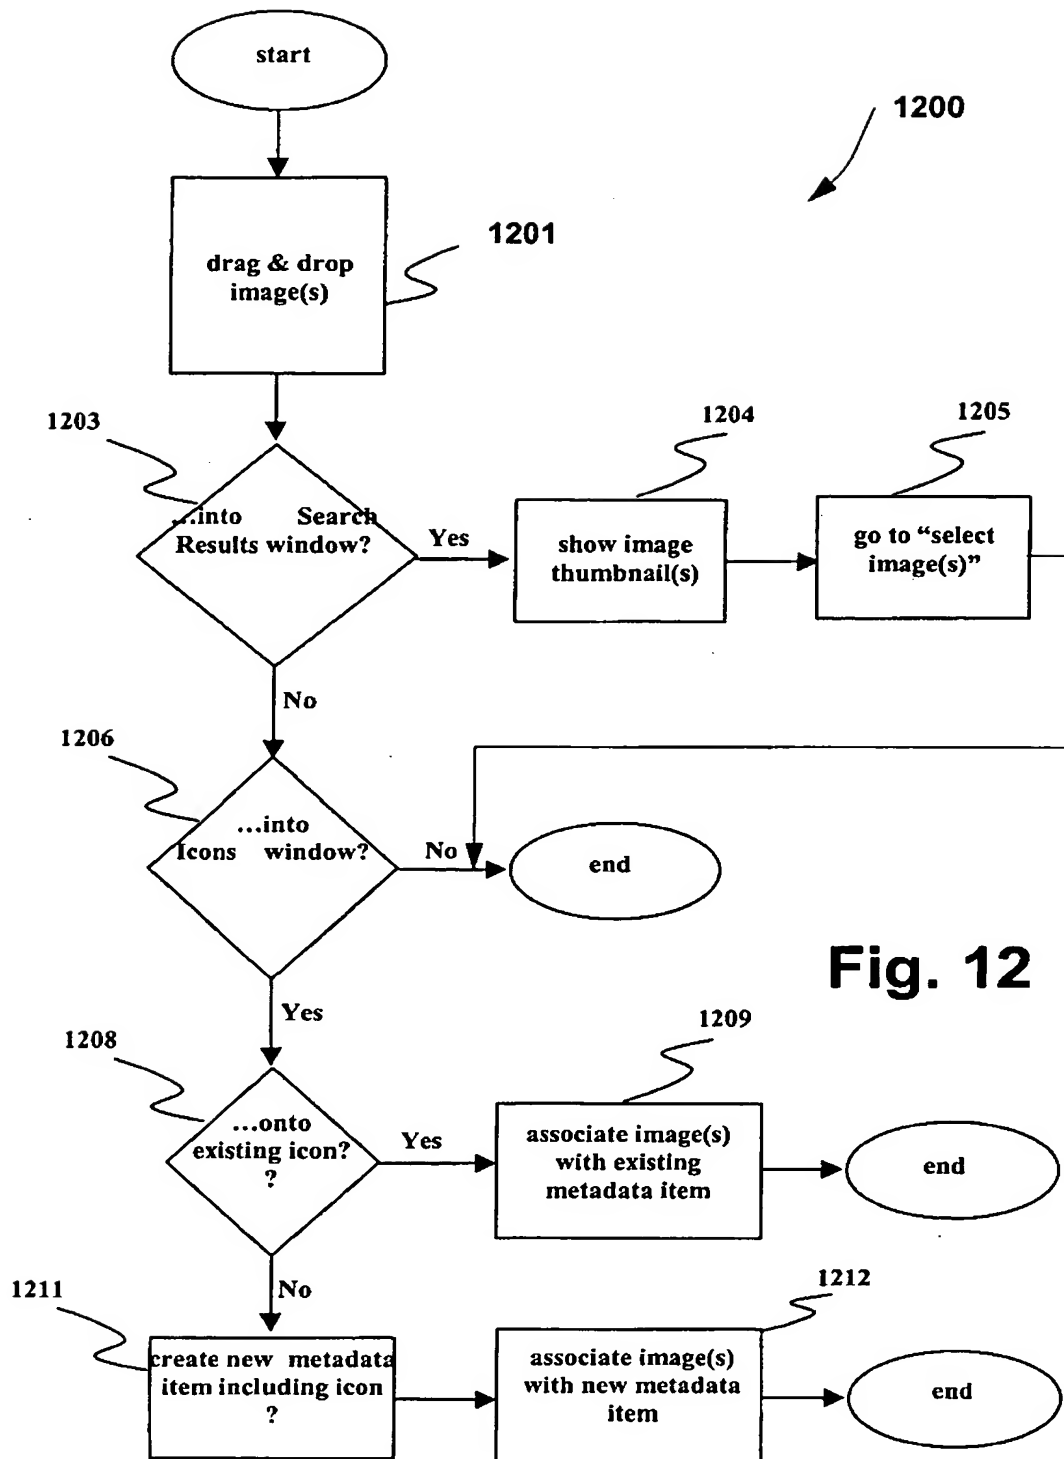 start
1200
1201
drag & drop
image(s)
1203
1204
1205
...into Search
Results window?
Yes
show image
thumbnail(s)
go to “select
image(s)”
No
1206
...into
Icons window?
No
end
Fig. 12
Yes
1208
1209
...onto
existing icon?
?
Yes
associate image(s)
with existing
metadata item
end
No
1211
1212
create new metadata
item including icon
?
associate image(s)
with new metadata
item
end